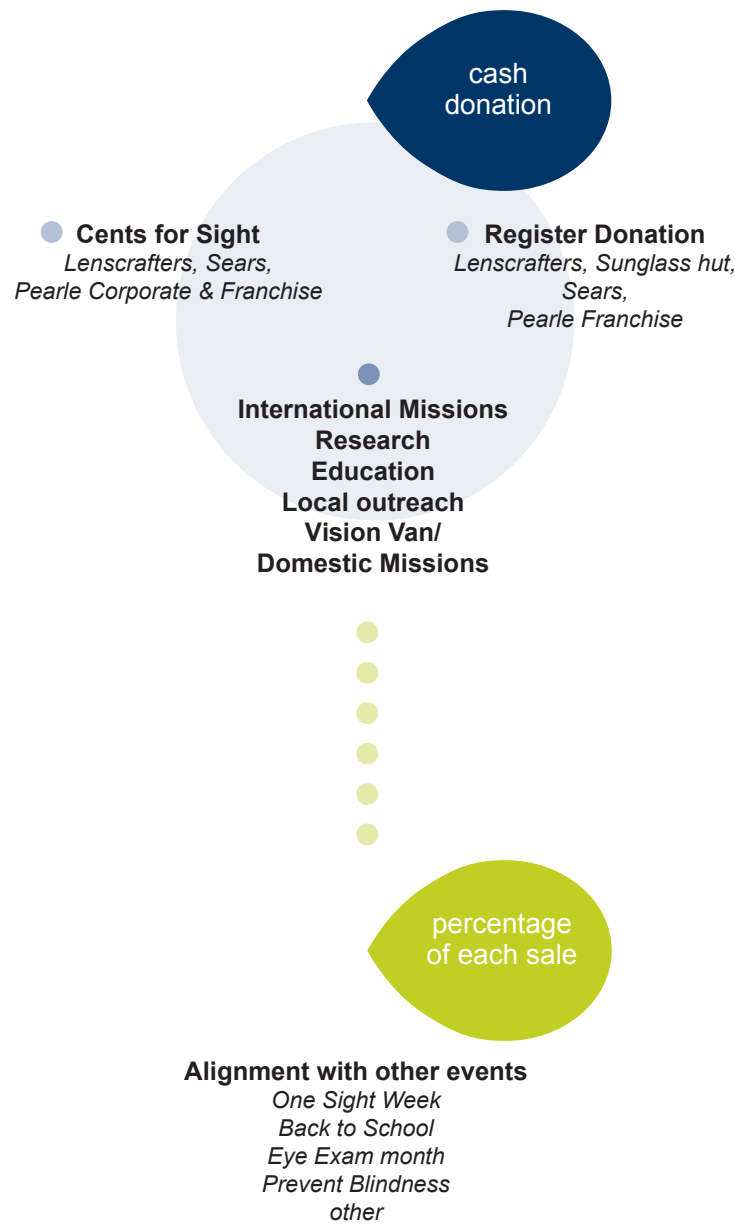 cash
donation
Cents for Sight
Lenscrafters, Sears,
Pearle Corporate & Franchise
Register Donation
Lenscrafters, Sunglass hut,
Sears,
Pearle Franchise
International Missions
Research
Education
Local outreach
Vision Van/
Domestic Missions
percentage
of each sale
Alignment with other events
One Sight Week
Back to School
Eye Exam month
Prevent Blindness
other